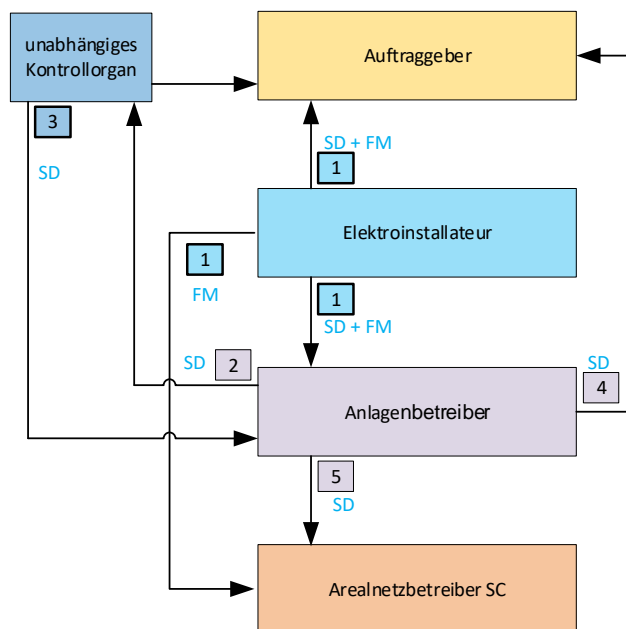 unabhängiges
Kontrollorgan
Auftraggeber
3
SD
SD + FM
1
Elektroinstallateur
1
FM
1
SD + FM
SD
2
SD
4
Anlagenbetreiber
5
SD
Arealnetzbetreiber SC